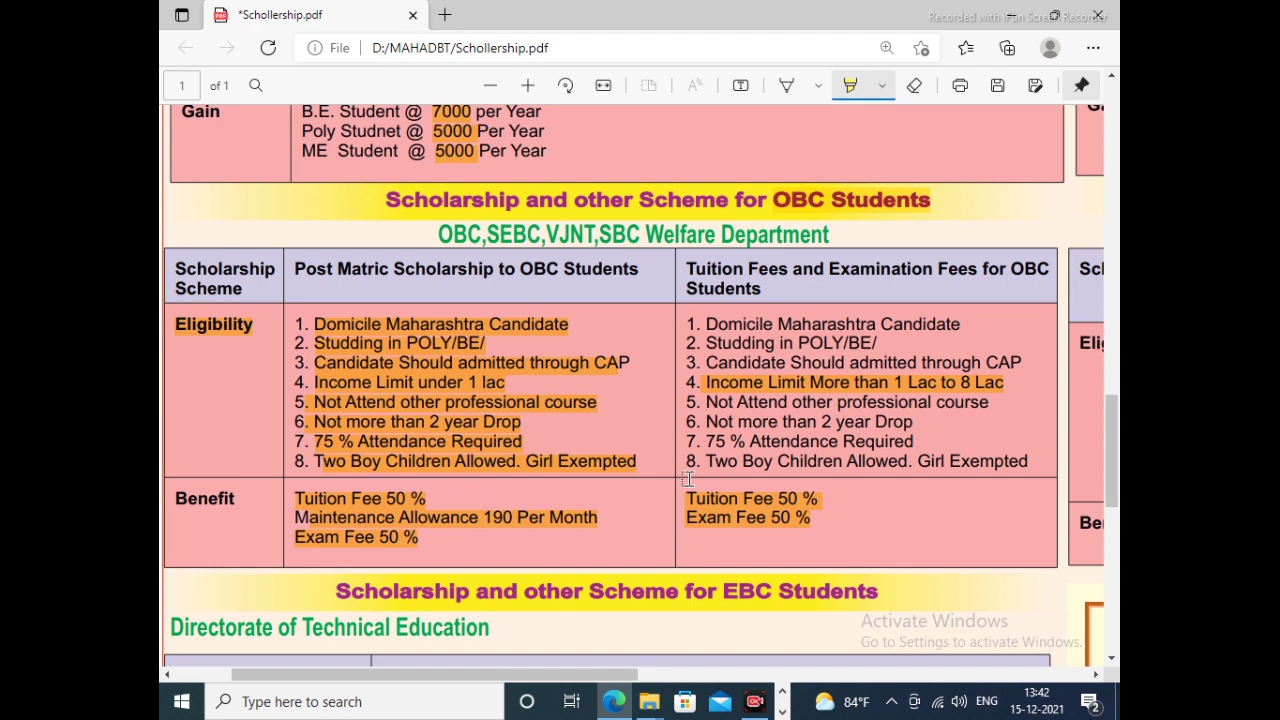 *Schollership.pdf
Recorded with iFun Screen Recorder
File D:/MAHADBT/Schollership.pdf
1 of 1
Gain
B.E. Student @ 7000 per Year
Poly Studnet @ 5000 Per Year
ME Student @ 5000 Per Year
Scholarship and other Scheme for OBC Students
OBC,SEBC,VJNT,SBC Welfare Department
Scholarship Scheme
Post Matric Scholarship to OBC Students
Tuition Fees and Examination Fees for OBC
Students
Eligibility
1. Domicile Maharashtra Candidate
2. Studding in POLY/BE/
3. Candidate Should admitted through CAP
4. Income Limit under 1 lac
5. Not Attend other professional course
6. Not more than 2 year Drop
7. 75 % Attendance Required
8. Two Boy Children Allowed. Girl Exempted
1. Domicile Maharashtra Candidate
2. Studding in POLY/BE/
3. Candidate Should admitted through CAP
4. Income Limit More than 1 Lac to 8 Lac
5. Not Attend other professional course
6. Not more than 2 year Drop
7. 75 % Attendance Required
8. Two Boy Children Allowed. Girl Exempted
Benefit
Tuition Fee 50 %
Maintenance Allowance 190 Per Month
Exam Fee 50 %
Tuition Fee 50 %
Exam Fee 50 %
Scholarship and other Scheme for EBC Students
Directorate of Technical Education
Activate Windows
Go to Settings to activate Windows.
Type here to search
84°F
ENG
13:42
15-12-2021
2